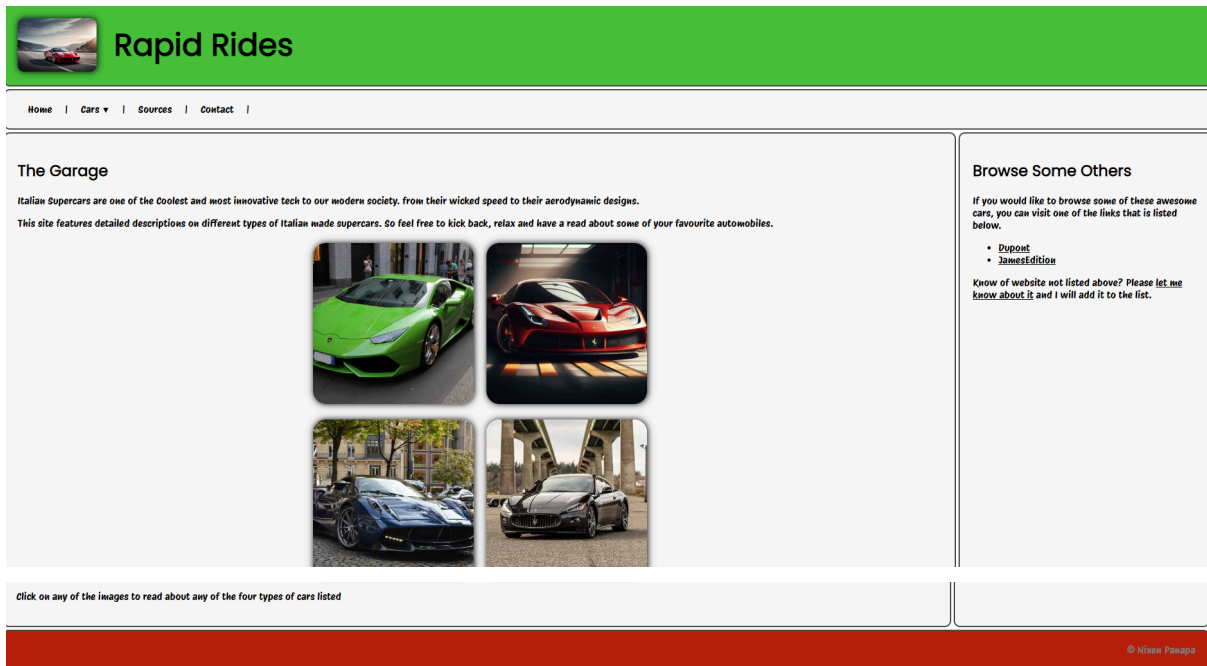 Rapid Rides
Home | Cars ▾ | Sources | Contact |
The Garage
Italian Supercars are one of the Coolest and most innovative tech to our modern society. from their wicked speed to their aerodynamic designs.
This site features detailed descriptions on different types of Italian made supercars. So feel free to kick back, relax and have a read about some of your favourite automobiles.
Browse Some Others
If you would like to browse some of these awesome
cars, you can visit one of the links that is listed
below.
• Dupont
• JamesEdition
Know of website not listed above? Please let me
know about it and I will add it to the list.
Click on any of the images to read about any of the four types of cars listed
© Nixen Panapa